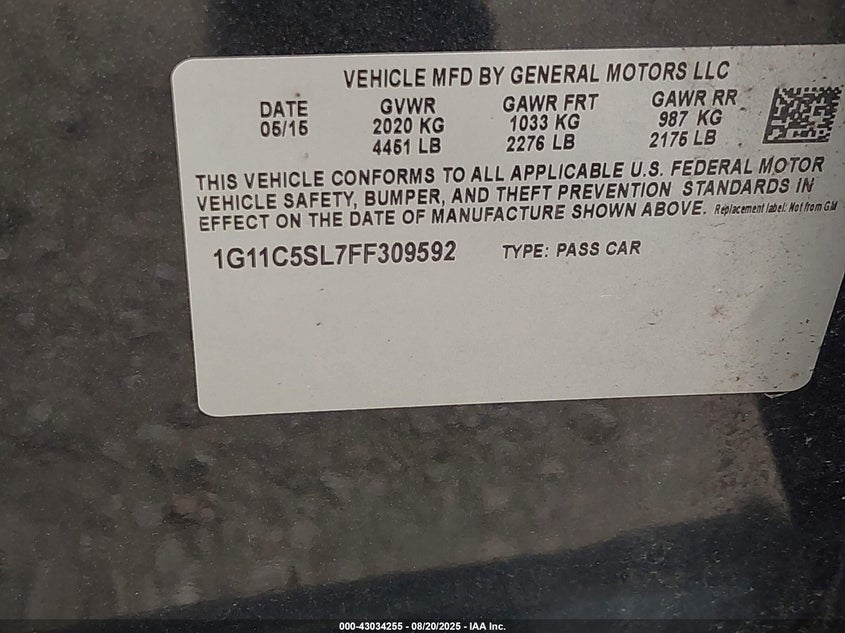 VEHICLE MFD BY GENERAL MOTORS LLC
DATE GVWR GAWR FRT GAWR RR
05/15 2020 KG 1033 KG 987 KG
4451 LB 2276 LB 2175 LB
THIS VEHICLE CONFORMS TO ALL APPLICABLE U.S. FEDERAL MOTOR
VEHICLE SAFETY, BUMPER, AND THEFT PREVENTION STANDARDS IN
EFFECT ON THE DATE OF MANUFACTURE SHOWN ABOVE. Replacement label: Not from GM
1G11C5SL7FF309592 TYPE: PASS CAR
000-43034255 - 08/20/2025 - IAA Inc.